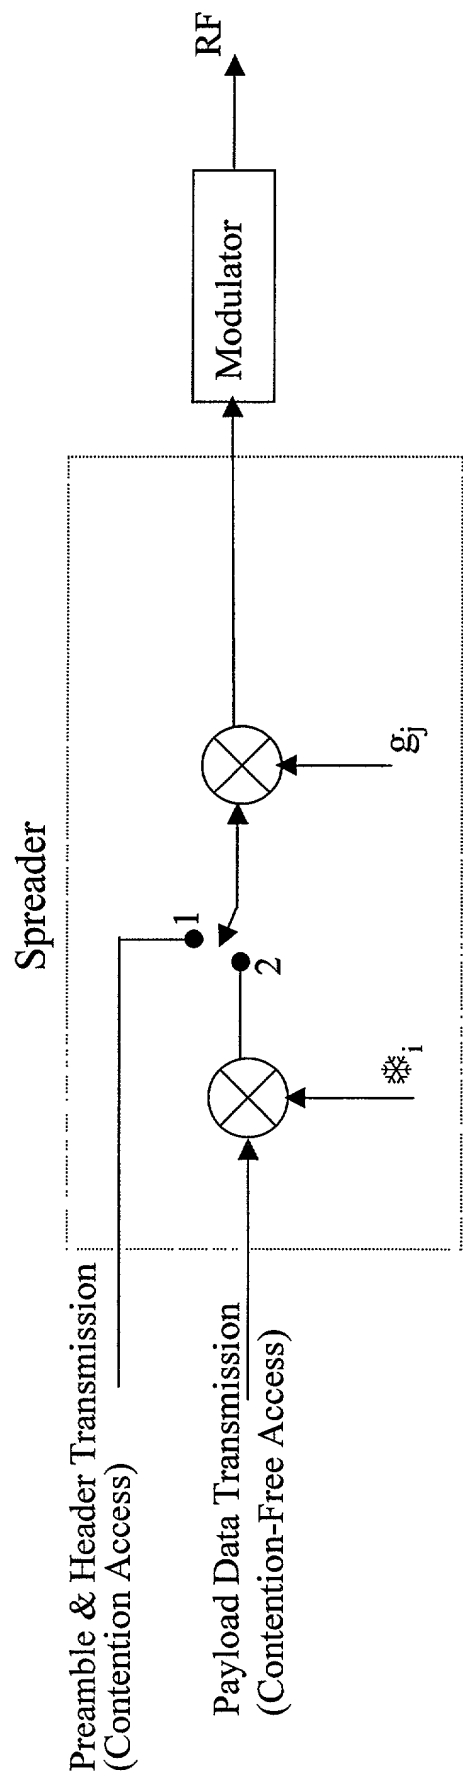 Spreader
Preamble & Header Transmission
(Contention Access)
1
2
Payload Data Transmission
(Contention-Free Access)
❄i
gj
Modulator
RF